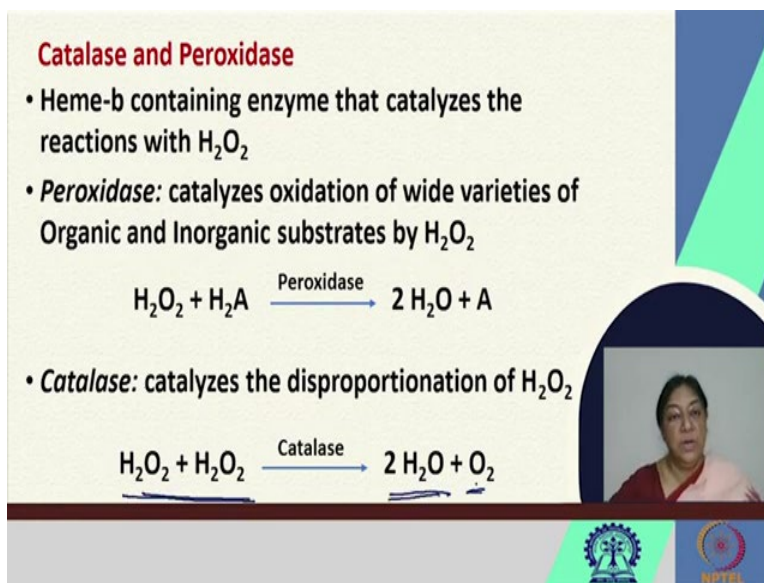 Catalase and Peroxidase
• Heme-b containing enzyme that catalyzes the
reactions with H₂O₂
• Peroxidase: catalyzes oxidation of wide varieties of
Organic and Inorganic substrates by H₂O₂
Peroxidase
H₂O₂ + H₂A → 2 H₂O + A
• Catalase: catalyzes the disproportionation of H₂O₂
Catalase
H₂O₂ + H₂O₂ → 2 H₂O + O₂
NPTEL